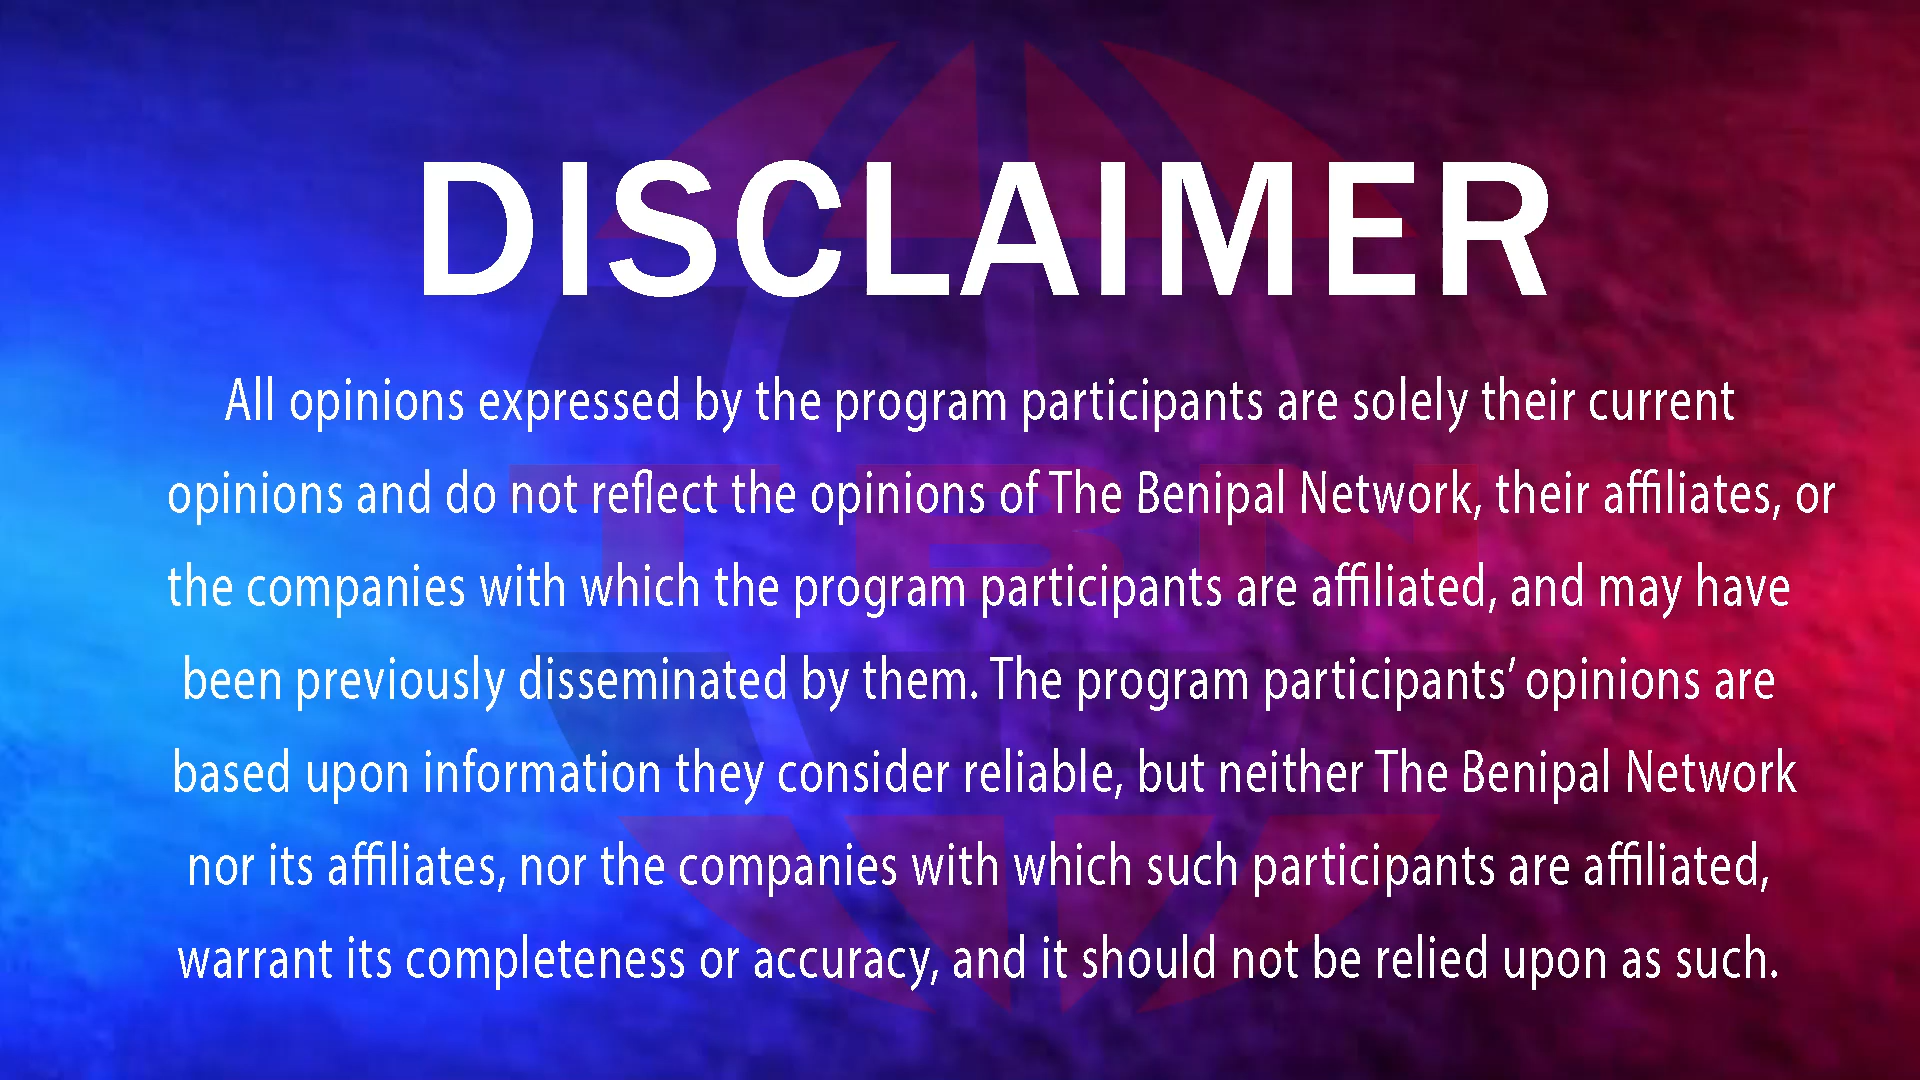 DISCLAIMER
All opinions expressed by the program participants are solely their current
opinions and do not reflect the opinions of The Benipal Network, their affiliates, or
the companies with which the program participants are affiliated, and may have
been previously disseminated by them. The program participants’ opinions are
based upon information they consider reliable, but neither The Benipal Network
nor its affiliates, nor the companies with which such participants are affiliated,
warrant its completeness or accuracy, and it should not be relied upon as such.
TBN